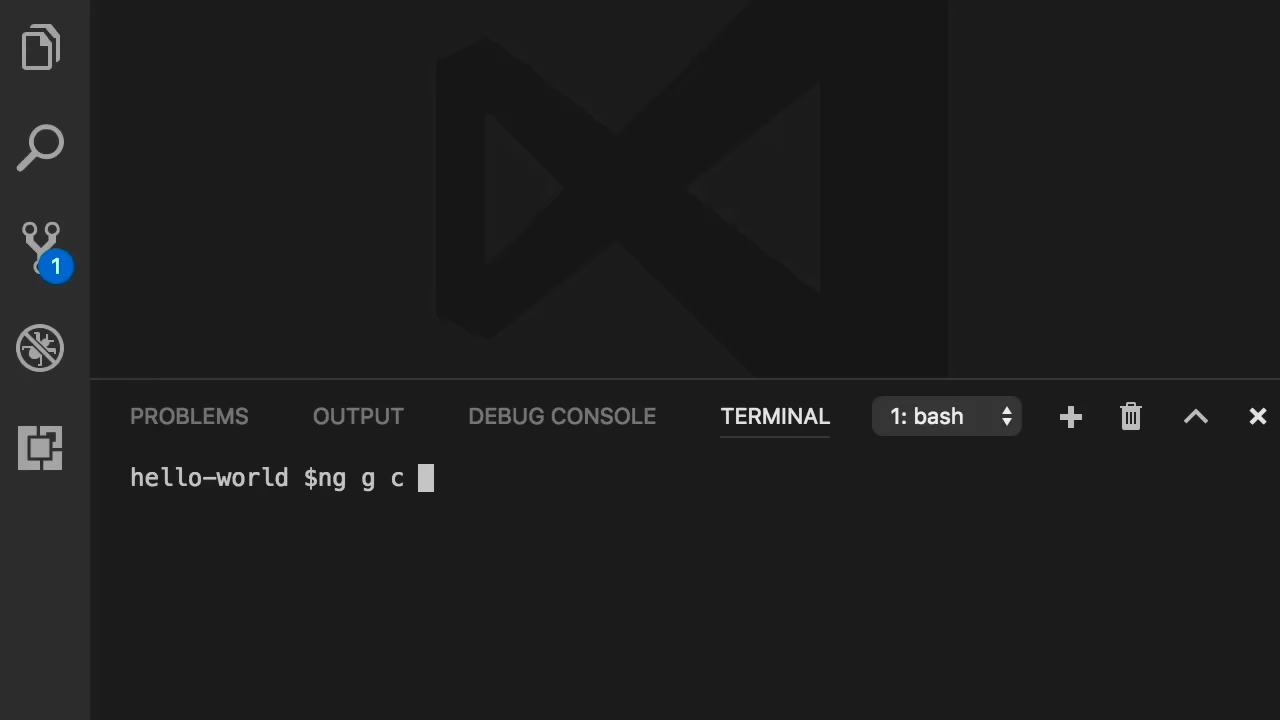 1
PROBLEMS OUTPUT DEBUG CONSOLE TERMINAL 1: bash
hello-world $ng g c